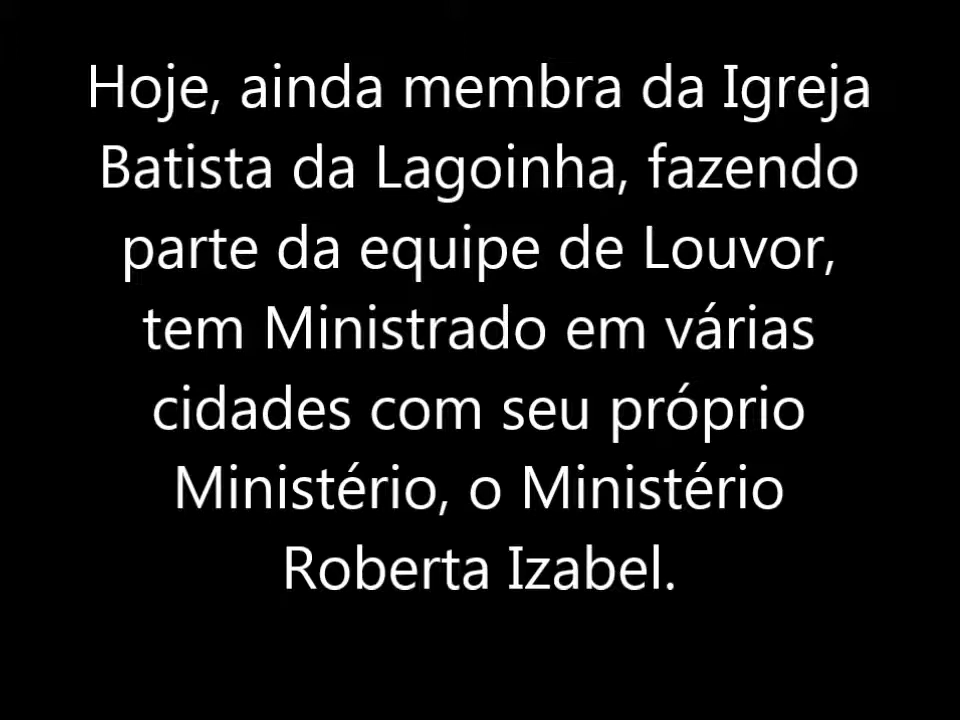 Hoje, ainda membra da Igreja
Batista da Lagoinha, fazendo
parte da equipe de Louvor,
tem Ministrado em várias
cidades com seu próprio
Ministério, o Ministério
Roberta Izabel.